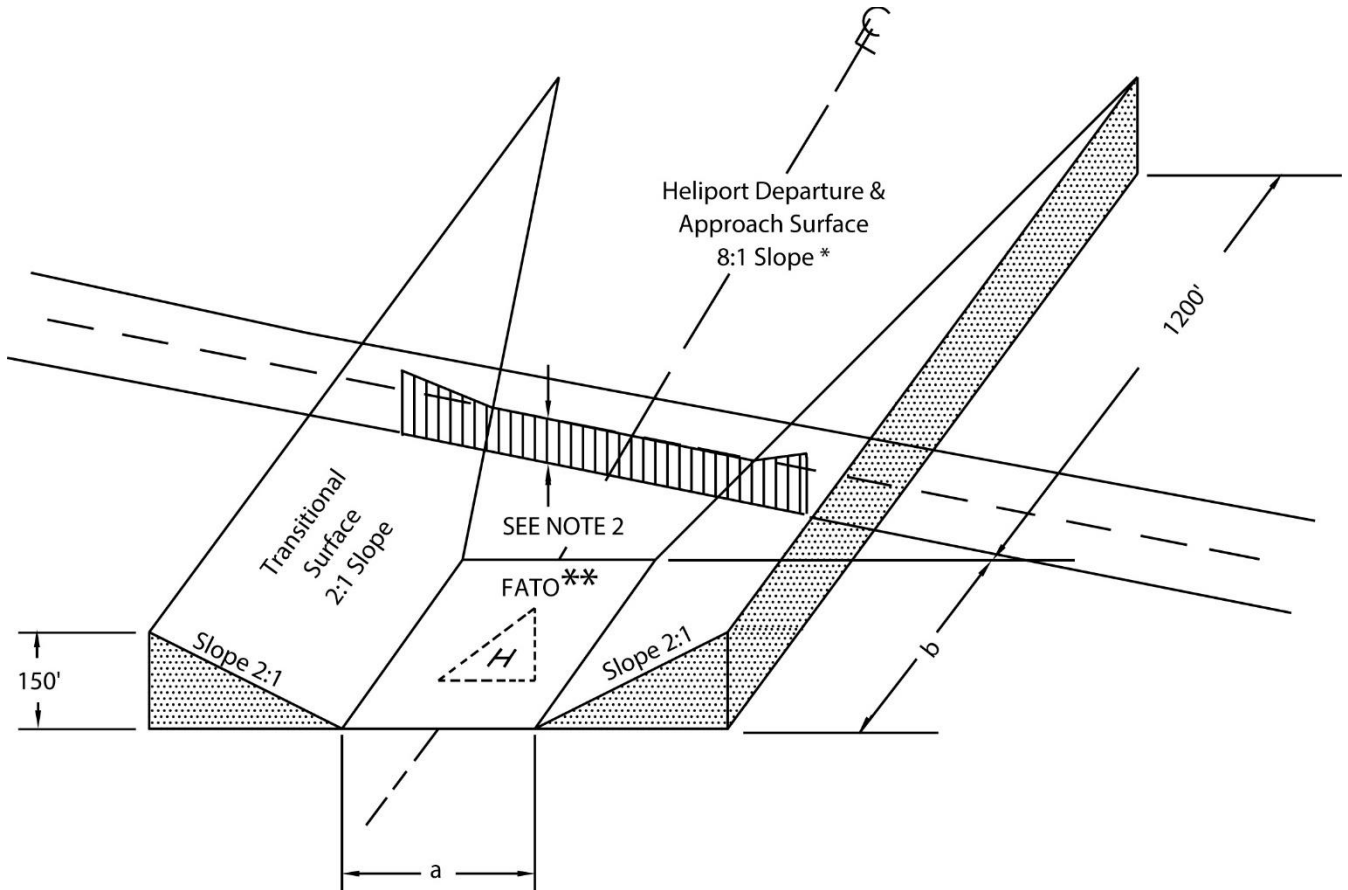 ℄
Heliport Departure &
Approach Surface
8:1 Slope *
1200'
Transitional
Surface
2:1 Slope
SEE NOTE 2
FATO**
H
Slope 2:1
Slope 2:1
150'
b
a